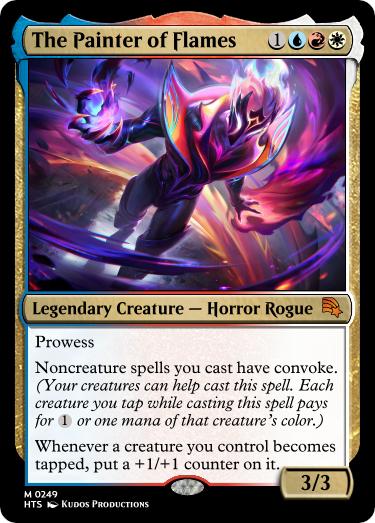 The Painter of Flames 1
Legendary Creature — Horror Rogue
Prowess
Noncreature spells you cast have convoke.
(Your creatures can help cast this spell. Each
creature you tap while casting this spell pays
for 1 or one mana of that creature's color.)
Whenever a creature you control becomes
tapped, put a +1/+1 counter on it.
3/3
M 0249
HTS Kudos Productions